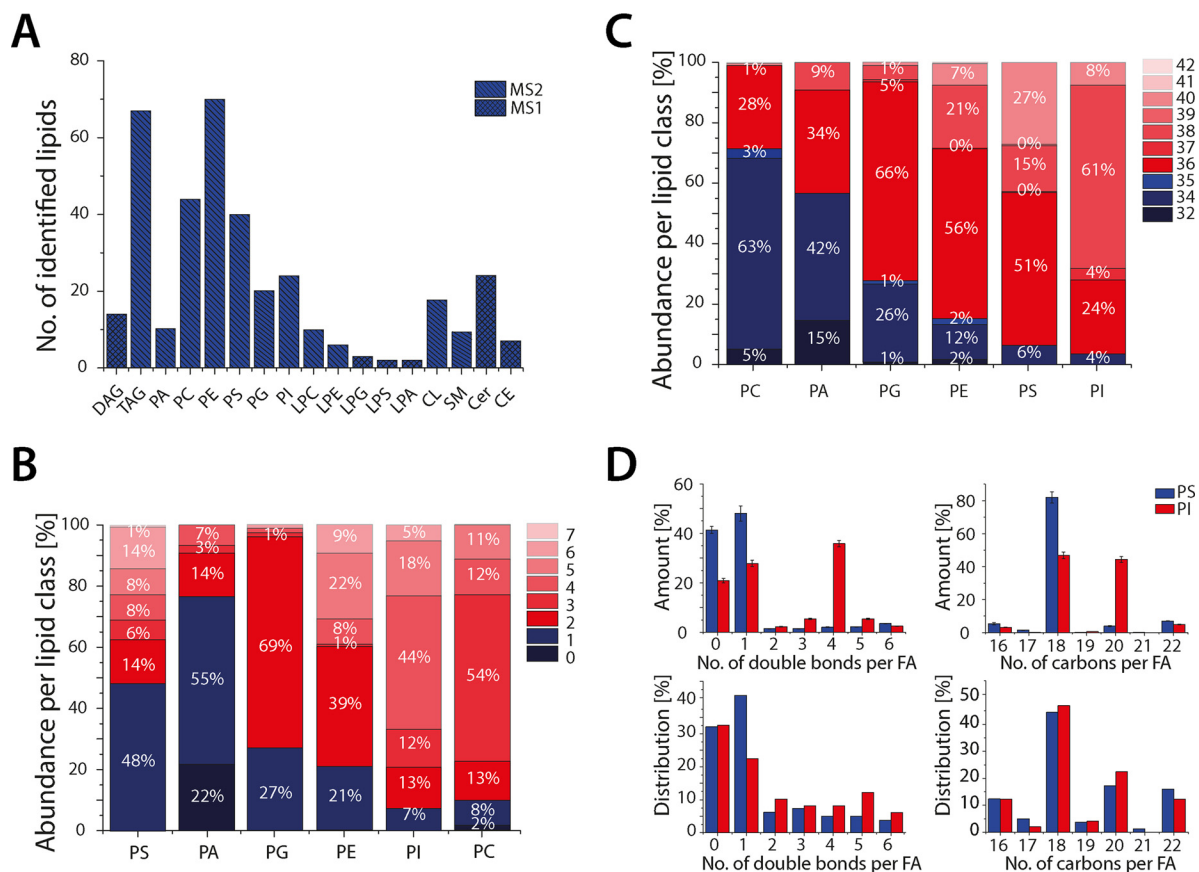 A
No. of identified lipids
80
60
40
20
0
MS2
MS1
DAG TAG PA PC PE PS PG PI LPC LPE LPG LPS LPA CL SM Cer CE
B
Abundance per lipid class [%]
100
80
60
40
20
0
1% 14% 8% 8% 6% 14% 48%
7% 3% 14% 55% 22%
1% 69% 27%
9% 22% 8% 1% 39% 21%
5% 18% 44% 12% 13% 7%
11% 12% 54% 13% 8% 2%
PS PA PG PE PI PC
7
6
5
4
3
2
1
0
C
Abundance per lipid class [%]
100
80
60
40
20
0
1% 28% 3% 63% 5%
9% 34% 42% 15%
1% 5% 66% 1% 26% 1%
7% 21% 0% 56% 2% 12% 2%
27% 0% 15% 0% 51% 6%
8% 61% 4% 24% 4%
PC PA PG PE PS PI
42
41
40
39
38
37
36
35
34
32
D
Amount [%]
60
40
20
0
0 1 2 3 4 5 6
No. of double bonds per FA
Amount [%]
80
60
40
20
0
PS
PI
16 17 18 19 20 21 22
No. of carbons per FA
Distribution [%]
40
30
20
10
0
0 1 2 3 4 5 6
No. of double bonds per FA
Distribution [%]
50
40
30
20
10
0
16 17 18 19 20 21 22
No. of carbons per FA